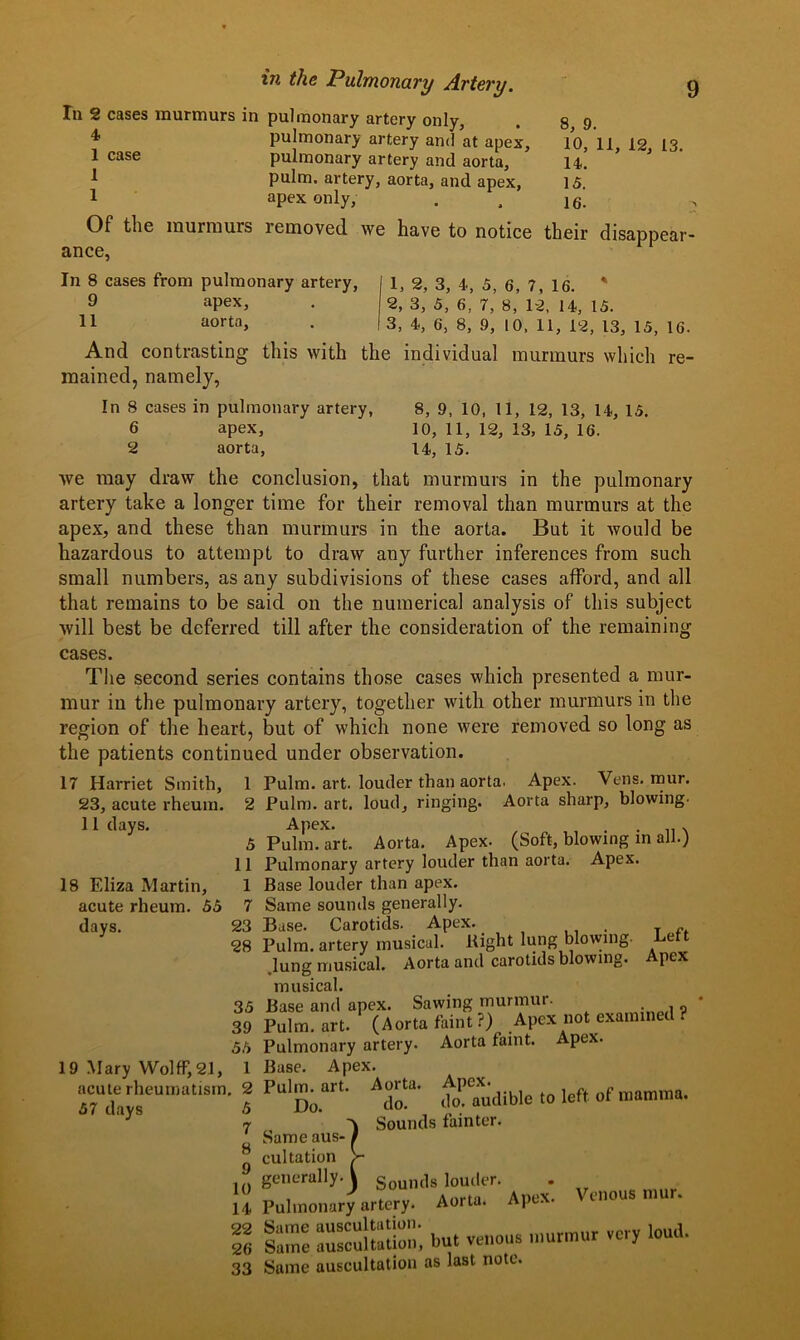 in the Pulmonary Artery. 9
In 2 cases murmurs in pulmonary artery only, . 8, 9.
4 pulmonary artery and at apex, 10, 11, 12, 13.
1 case pulmonary artery and aorta, 14.
1 pulm. artery, aorta, and apex, 15.
1 apex only, . . 16.
Of the murmurs removed we have to notice their disappear-
ance,
In 8 cases from pulmonary artery, 1, 2, 3, 4, 5, 6, 7, 16.
9 apex, . 2, 3, 5, 6, 7, 8, 12, 14, 15.
11 aorta, . 3, 4, 6, 8, 9, 10, 11, 12, 13, 15, 16.
And contrasting this with the individual murmurs which re-
mained, namely,
In 8 cases in pulmonary artery, 8, 9, 10, 11, 12, 13, 14, 15.
6 apex, 10, 11, 12, 13, 15, 16.
2 aorta, 14, 15.
we may draw the conclusion, that murmurs in the pulmonary
artery take a longer time for their removal than murmurs at the
apex, and these than murmurs in the aorta. But it would be
hazardous to attempt to draw any further inferences from such
small numbers, as any subdivisions of these cases afford, and all
that remains to be said on the numerical analysis of this subject
will best be deferred till after the consideration of the remaining
cases.
The second series contains those cases which presented a mur-
mur in the pulmonary artery, together with other murmurs in the
region of the heart, but of which none were removed so long as
the patients continued under observation.
17 Harriet Smith, 1 Pulm. art. louder than aorta. Apex. Vens. mur.
23, acute rheum. 2 Pulm. art. loud, ringing. Aorta sharp, blowing.
11 days. Apex.
5 Pulm. art. Aorta. Apex. (Soft, blowing in all.)
11 Pulmonary artery louder than aorta. Apex.
18 Eliza Martin, 1 Base louder than apex.
acute rheum. 55 7 Same sounds generally.
days. 23 Base. Carotids. Apex.
28 Pulm. artery musical. Right lung blowing. Left
lung musical. Aorta and carotids blowing. Apex
musical.
35 Base and apex. Sawing murmur.
39 Pulm. art. (Aorta faint?) Apex not examined?
55 Pulmonary artery. Aorta faint. Apex.
19 Mary Wolff, 21, 1 Base. Apex.
acute rheumatism. 2 Pulm. art. Aorta. Apex.
57 days 5 Do. do. do. audible to left of mamma.
7 Sounds fainter.
8 Same aus-
9 cultation
10 generally. Sounds louder.
14 Pulmonary artery. Aorta. Apex. Venous mur.
22 Same auscultation.
26 Same auscultation, but venous murmur very loud.
33 Same auscultation as last note.